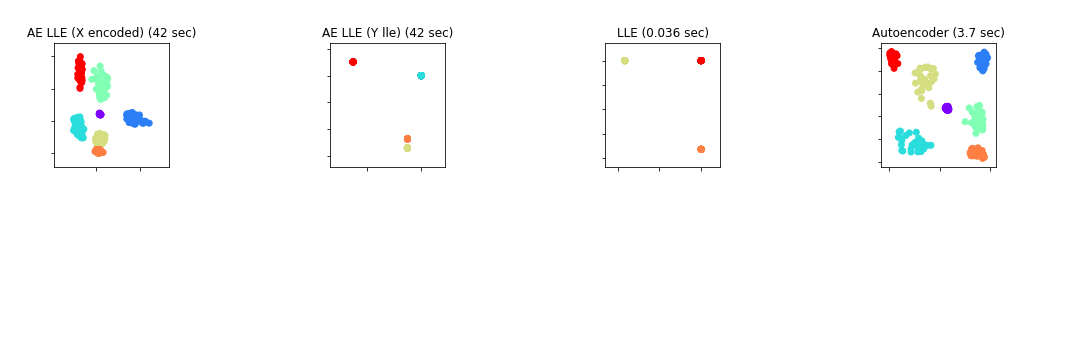 AE LLE (X encoded) (42 sec)
AE LLE (Y lle) (42 sec)
LLE (0.036 sec)
Autoencoder (3.7 sec)